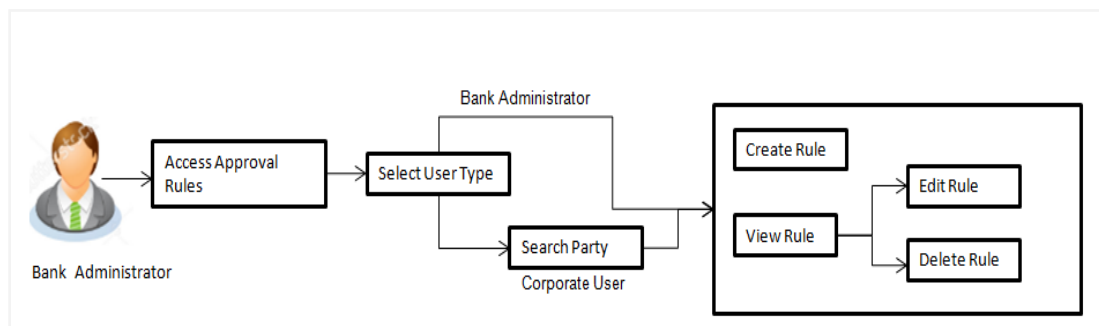 Bank Administrator
Access Approval
Rules
Select User Type
Bank Administrator
Search Party
Corporate User
Create Rule
View Rule
Edit Rule
Delete Rule